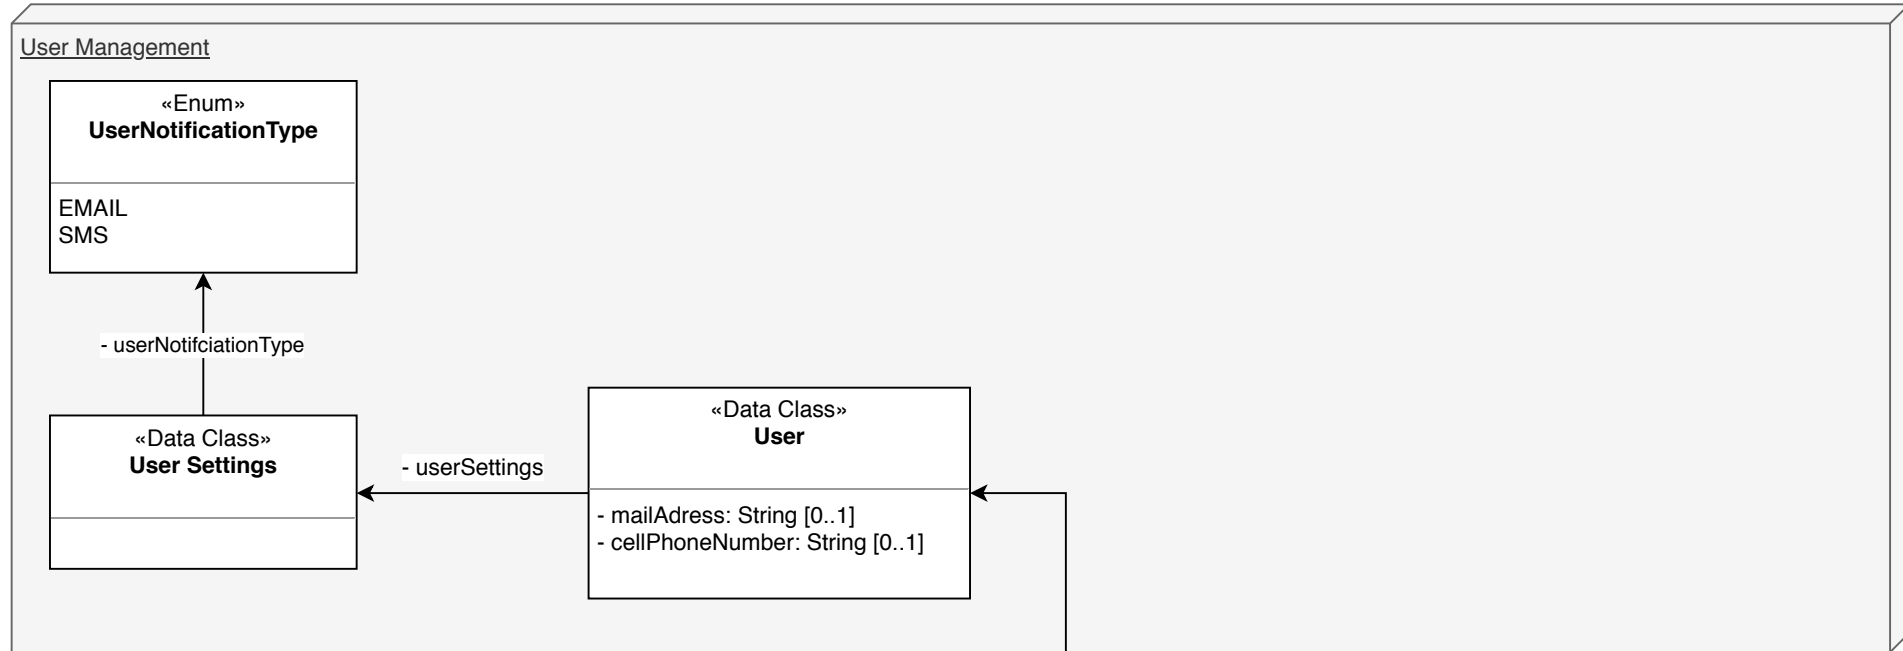 User Management
«Enum»
UserNotificationType
EMAIL
SMS
- userNotifciationType
«Data Class»
User Settings
- userSettings
«Data Class»
User
- mailAdress: String [0..1]
- cellPhoneNumber: String [0..1]